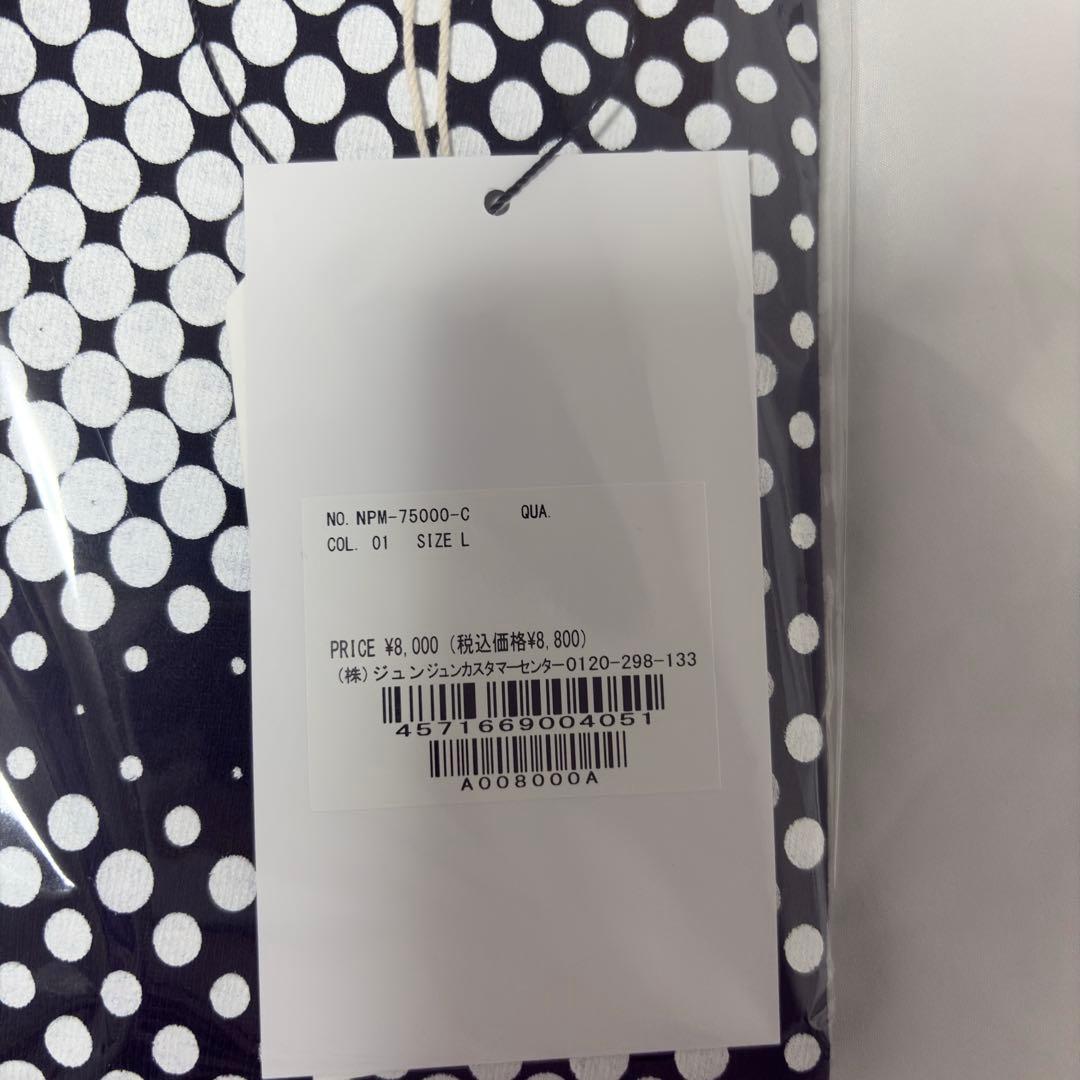 NO. NPM-75000-C QUA.
COL. 01 SIZE L
PRICE ¥8,000 (税込価格¥8,800)
(株)ジュンジュンカスタマーセンター0120-298-133
4571669004051
A008000A